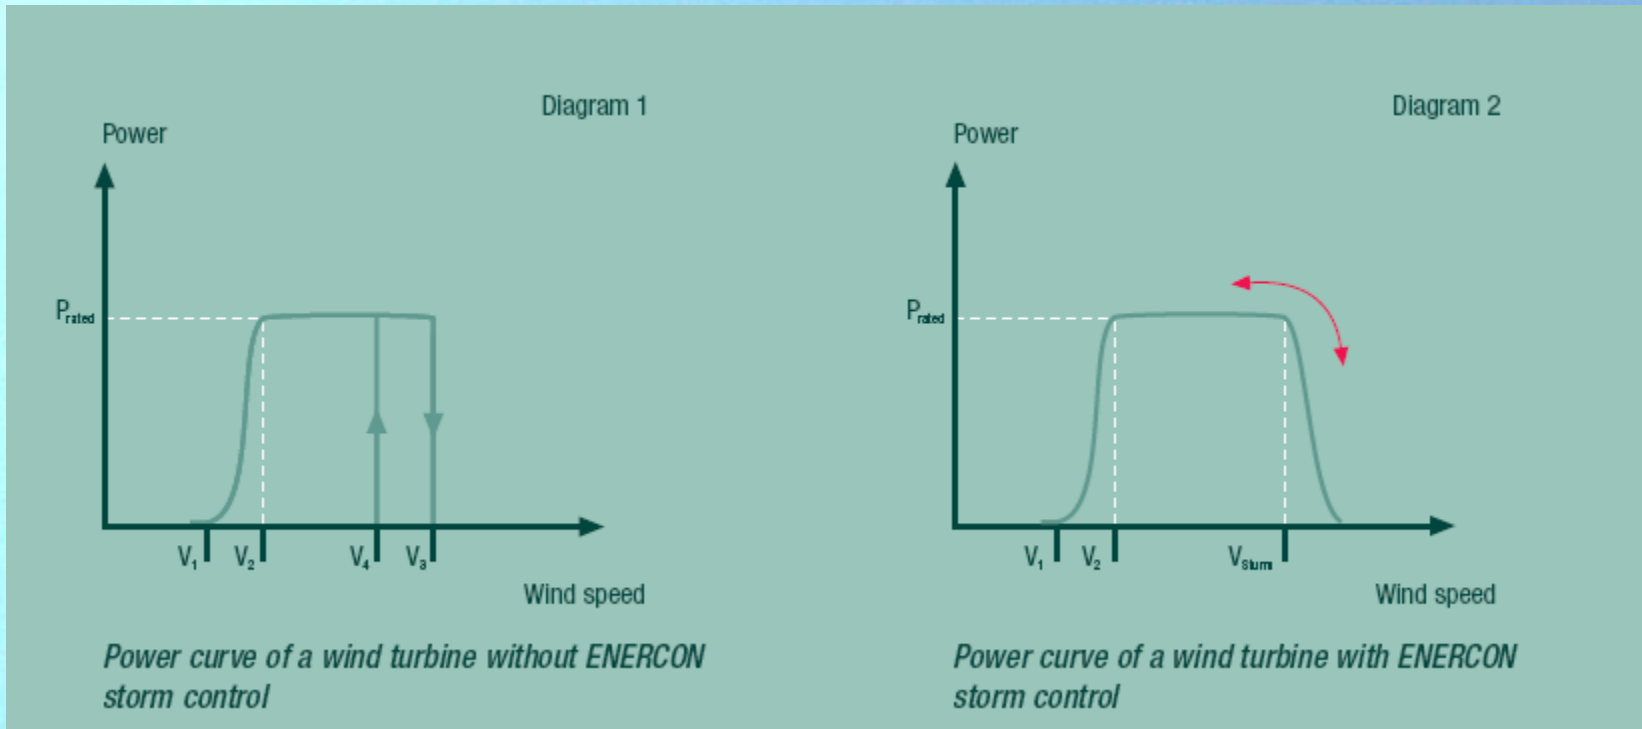 Diagram 1
Power
Prated
V1 V2 V4 V3
Wind speed
Power curve of a wind turbine without ENERCON
storm control
Diagram 2
Power
Prated
V1 V2 VSturm
Wind speed
Power curve of a wind turbine with ENERCON
storm control